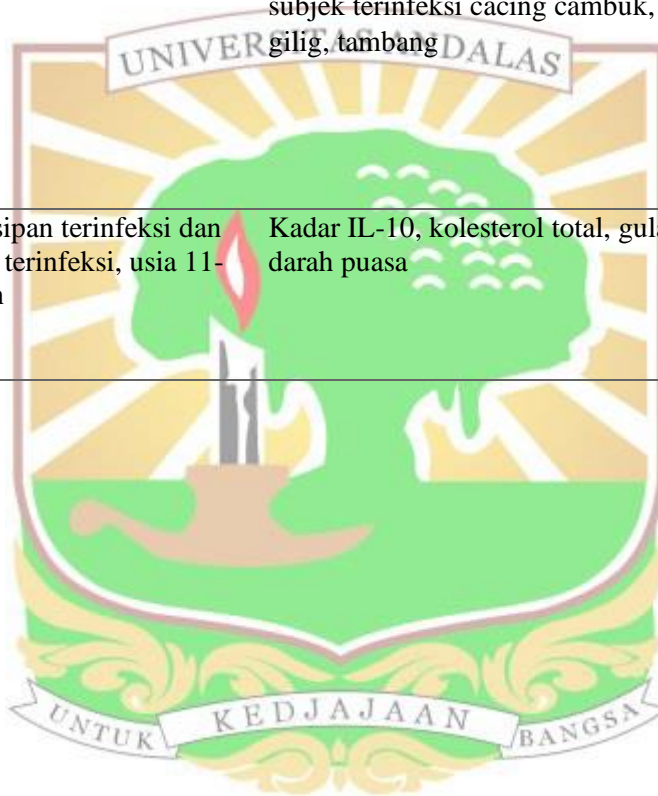 subjek terinfeksi cacing cambuk,
gilig, tambang
UNIVERSITAS ANDALAS
sipan terinfeksi dan
terinfeksi, usia 11-
Kadar IL-10, kolesterol total, gula
darah puasa
UNTUK KEDJAJAAN BANGSA